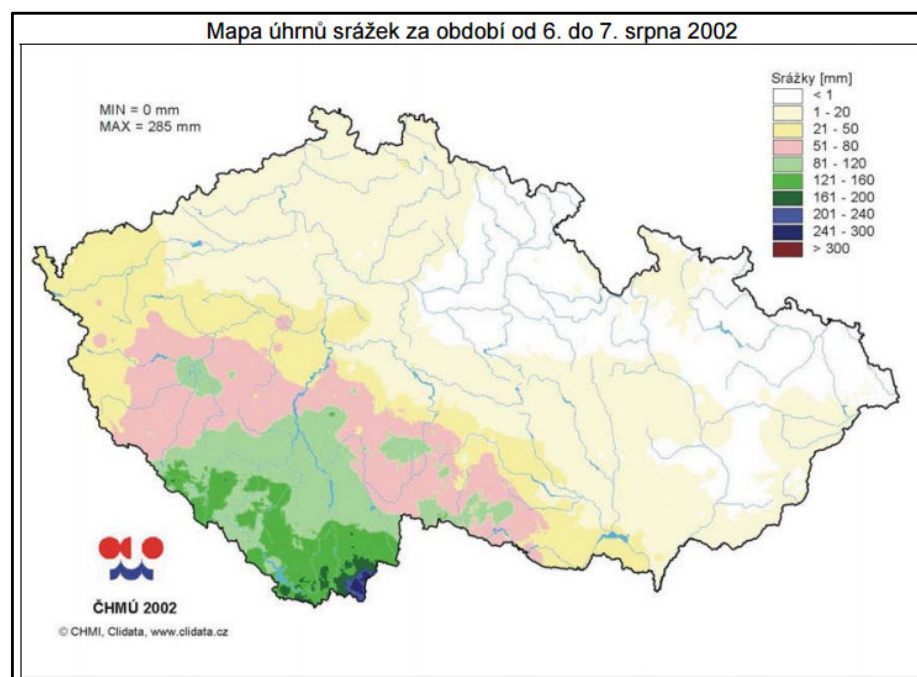 Mapa úhrnů srážek za období od 6. do 7. srpna 2002
MIN = 0 mm
MAX = 285 mm
Srážky [mm]
< 1
1 - 20
21 - 50
51 - 80
81 - 120
121 - 160
161 - 200
201 - 240
241 - 300
> 300
ČHMÚ 2002
© CHMI, Clidata, www.clidata.cz